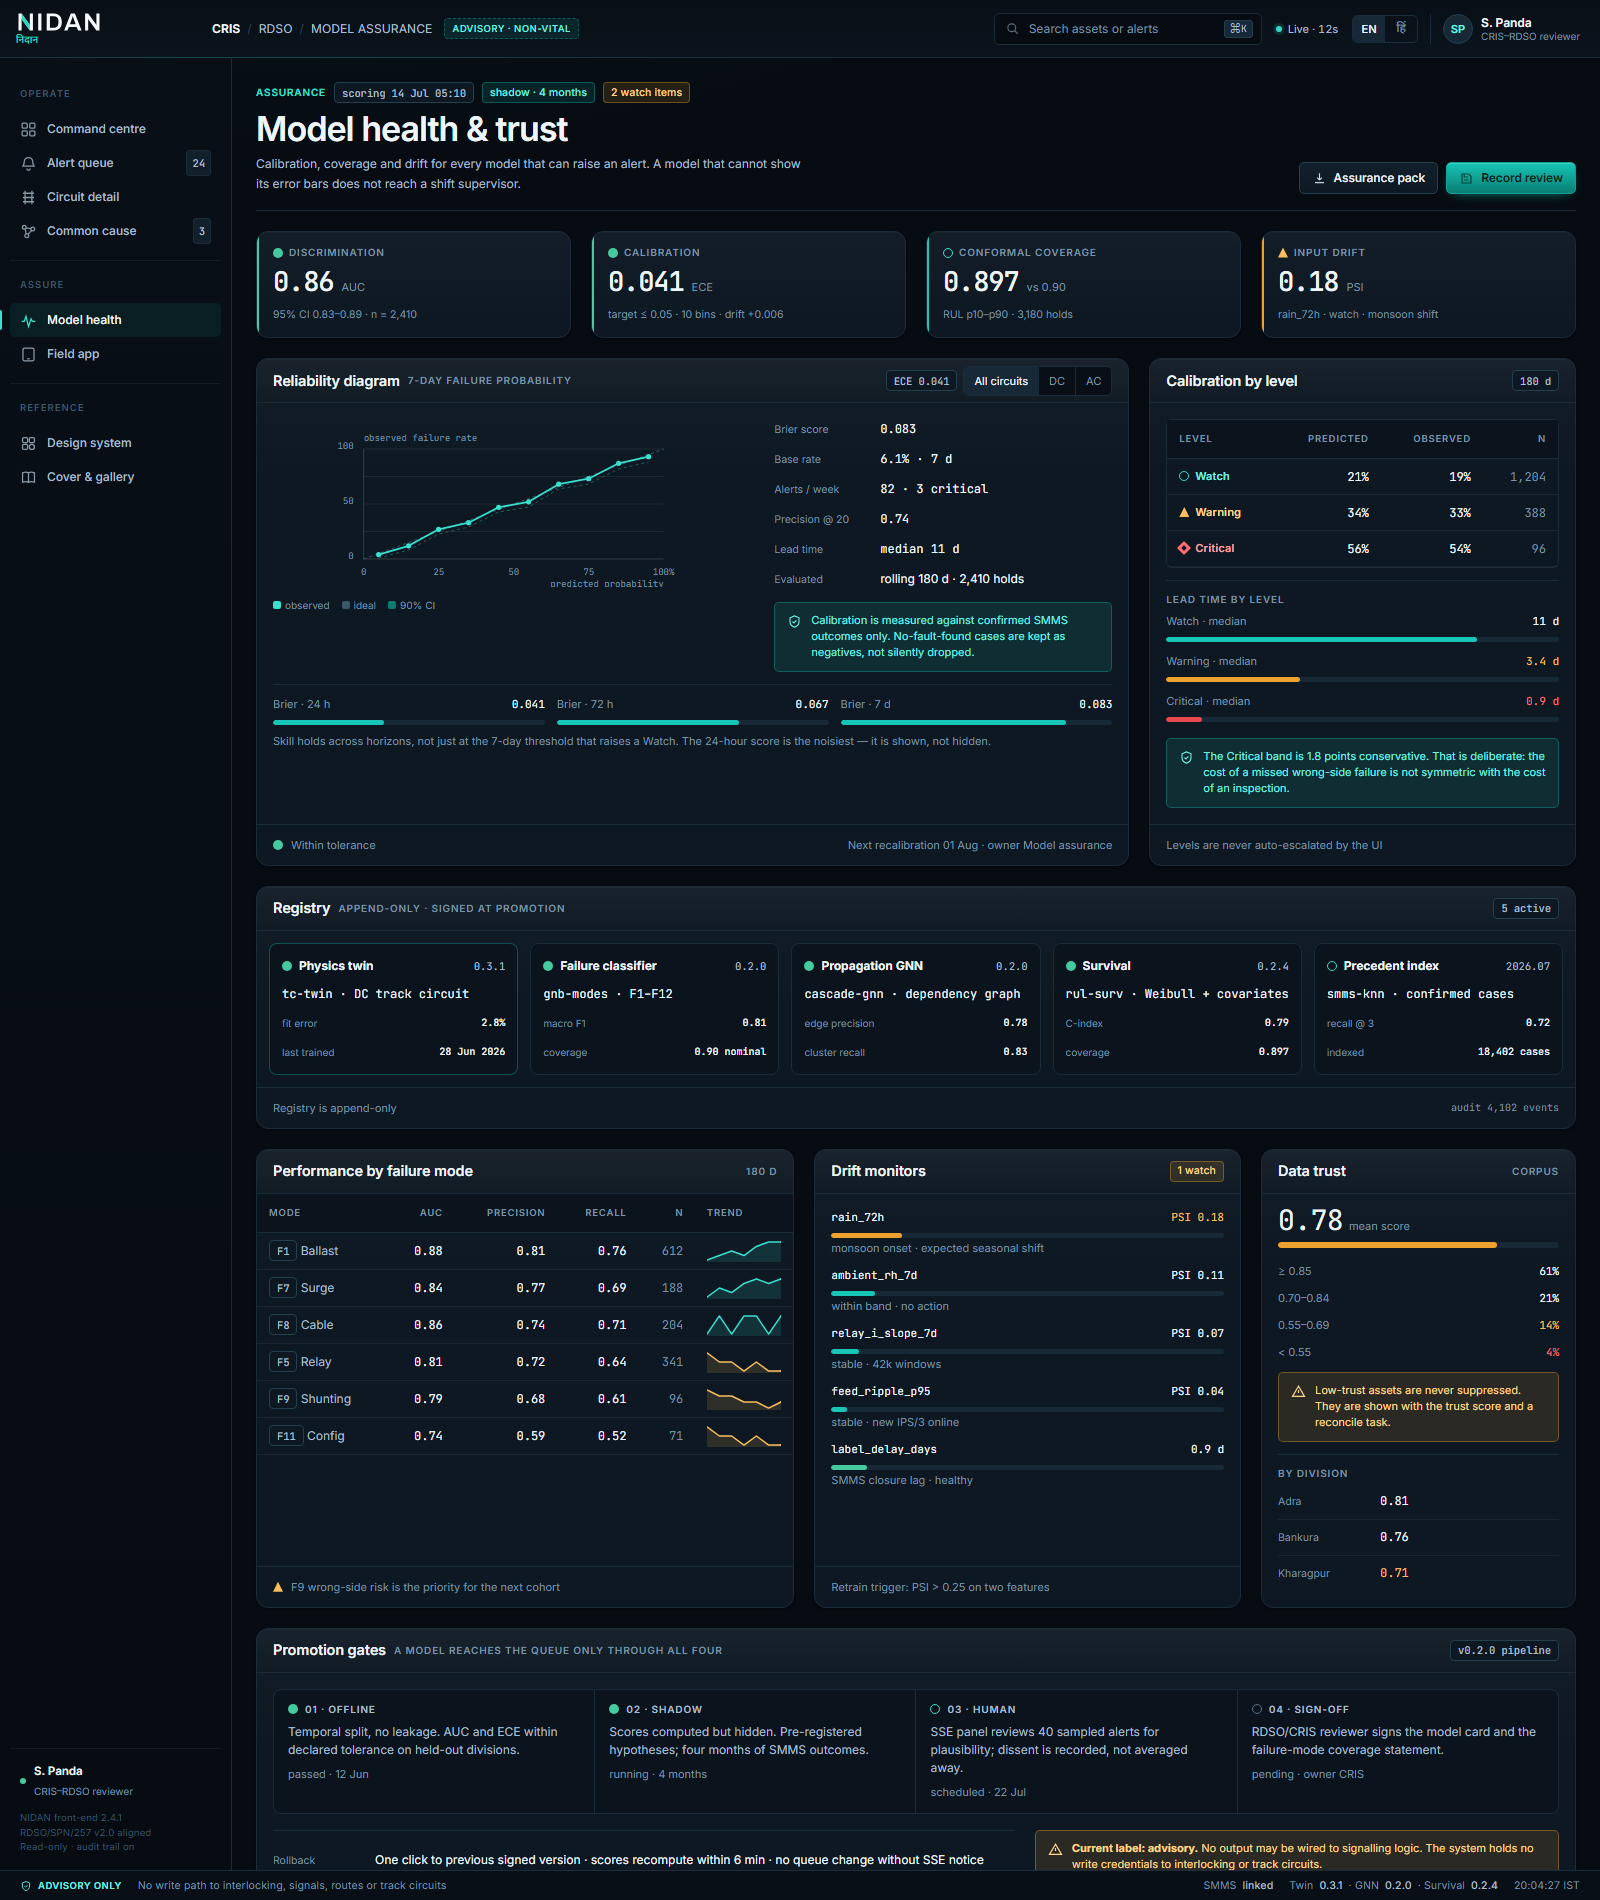 NIDAN
निदान
CRIS / RDSO / MODEL ASSURANCE
ADVISORY · NON-VITAL
Search assets or alerts
⌘K
Live · 12s
EN
हिं
SP
S. Panda
CRIS–RDSO reviewer
OPERATE
Command centre
Alert queue 24
Circuit detail
Common cause 3
ASSURE
Model health
Field app
REFERENCE
Design system
Cover & gallery
S. Panda
CRIS–RDSO reviewer
NIDAN front-end 2.4.1
RDSO/SPN/257 v2.0 aligned
Read-only · audit trail on
ASSURANCE
scoring 14 Jul 05:10
shadow · 4 months
2 watch items
Model health & trust
Calibration, coverage and drift for every model that can raise an alert. A model that cannot show
its error bars does not reach a shift supervisor.
Assurance pack
Record review
DISCRIMINATION
0.86 AUC
95% CI 0.83–0.89 · n = 2,410
CALIBRATION
0.041 ECE
target ≤ 0.05 · 10 bins · drift +0.006
CONFORMAL COVERAGE
0.897 vs 0.90
RUL p10–p90 · 3,180 holds
INPUT DRIFT
0.18 PSI
rain_72h · watch · monsoon shift
Reliability diagram 7-DAY FAILURE PROBABILITY
ECE 0.041
All circuits
DC
AC
observed failure rate
100
50
0
0 25 50 75 100%
predicted probability
observed ideal 90% CI
Brier score 0.083
Base rate 6.1% · 7 d
Alerts / week 82 · 3 critical
Precision @ 20 0.74
Lead time median 11 d
Evaluated rolling 180 d · 2,410 holds
Calibration is measured against confirmed SMMS
outcomes only. No-fault-found cases are kept as
negatives, not silently dropped.
Brier · 24 h 0.041
Brier · 72 h 0.067
Brier · 7 d 0.083
Skill holds across horizons, not just at the 7-day threshold that raises a Watch. The 24-hour score is the noisiest — it is shown, not hidden.
Within tolerance
Next recalibration 01 Aug · owner Model assurance
Calibration by level
180 d
LEVEL PREDICTED OBSERVED N
Watch 21% 19% 1,204
Warning 34% 33% 388
Critical 56% 54% 96
LEAD TIME BY LEVEL
Watch · median 11 d
Warning · median 3.4 d
Critical · median 0.9 d
The Critical band is 1.8 points conservative. That is deliberate: the
cost of a missed wrong-side failure is not symmetric with the cost
of an inspection.
Levels are never auto-escalated by the UI
Registry APPEND-ONLY · SIGNED AT PROMOTION
5 active
Physics twin 0.3.1
tc-twin · DC track circuit
fit error 2.8%
last trained 28 Jun 2026
Failure classifier 0.2.0
gnb-modes · F1–F12
macro F1 0.81
coverage 0.90 nominal
Propagation GNN 0.2.0
cascade-gnn · dependency graph
edge precision 0.78
cluster recall 0.83
Survival 0.2.4
rul-surv · Weibull + covariates
C-index 0.79
coverage 0.897
Precedent index 2026.07
smms-knn · confirmed cases
recall @ 3 0.72
indexed 18,402 cases
Registry is append-only
audit 4,102 events
Performance by failure mode
180 D
MODE AUC PRECISION RECALL N TREND
F1 Ballast 0.88 0.81 0.76 612
F7 Surge 0.84 0.77 0.69 188
F8 Cable 0.86 0.74 0.71 204
F5 Relay 0.81 0.72 0.64 341
F9 Shunting 0.79 0.68 0.61 96
F11 Config 0.74 0.59 0.52 71
F9 wrong-side risk is the priority for the next cohort
Drift monitors
1 watch
rain_72h PSI 0.18
monsoon onset · expected seasonal shift
ambient_rh_7d PSI 0.11
within band · no action
relay_i_slope_7d PSI 0.07
stable · 42k windows
feed_ripple_p95 PSI 0.04
stable · new IPS/3 online
label_delay_days 0.9 d
SMMS closure lag · healthy
Retrain trigger: PSI > 0.25 on two features
Data trust
CORPUS
0.78 mean score
≥ 0.85 61%
0.70–0.84 21%
0.55–0.69 14%
< 0.55 4%
Low-trust assets are never suppressed.
They are shown with the trust score and a
reconcile task.
BY DIVISION
Adra 0.81
Bankura 0.76
Kharagpur 0.71
Promotion gates A MODEL REACHES THE QUEUE ONLY THROUGH ALL FOUR
v0.2.0 pipeline
01 · OFFLINE
Temporal split, no leakage. AUC and ECE within
declared tolerance on held-out divisions.
passed · 12 Jun
02 · SHADOW
Scores computed but hidden. Pre-registered
hypotheses; four months of SMMS outcomes.
running · 4 months
03 · HUMAN
SSE panel reviews 40 sampled alerts for
plausibility; dissent is recorded, not averaged
away.
scheduled · 22 Jul
04 · SIGN-OFF
RDSO/CRIS reviewer signs the model card and the
failure-mode coverage statement.
pending · owner CRIS
Rollback One click to previous signed version · scores recompute within 6 min · no queue change without SSE notice
Current label: advisory. No output may be wired to signalling logic. The system holds no
write credentials to interlocking or track circuits.
ADVISORY ONLY
No write path to interlocking, signals, routes or track circuits
SMMS linked Twin 0.3.1 · GNN 0.2.0 · Survival 0.2.4 20:04:27 IST